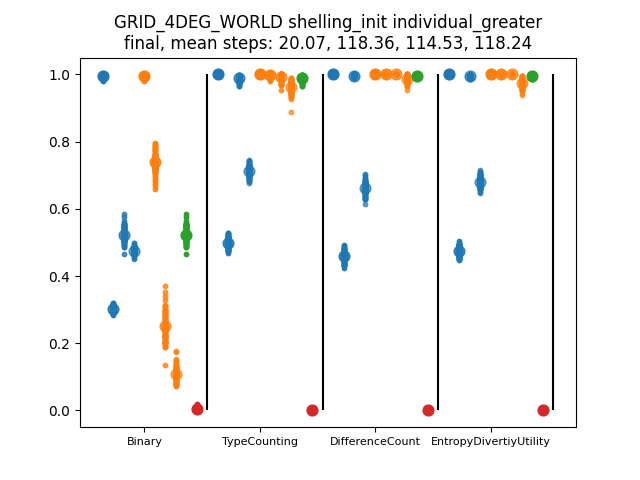 GRID_4DEG_WORLD shelling_init individual_greater
final, mean steps: 20.07, 118.36, 114.53, 118.24
1.0
0.8
0.6
0.4
0.2
0.0
Binary TypeCounting DifferenceCount EntropyDivertiyUtility